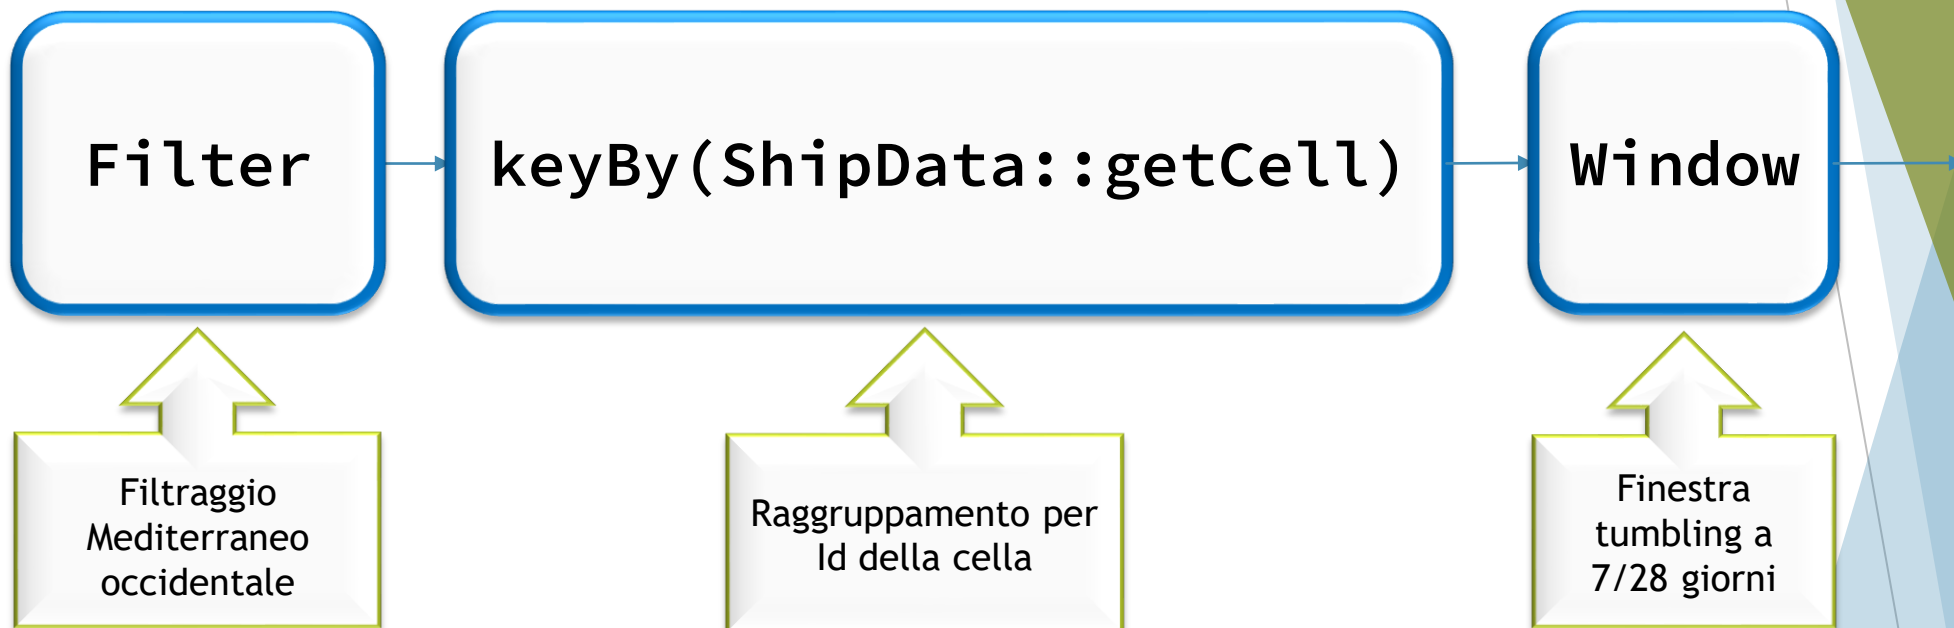 Filter
keyBy(ShipData::getCell)
Window
Filtraggio
Mediterraneo
occidentale
Raggruppamento per
Id della cella
Finestra
tumbling a
7/28 giorni